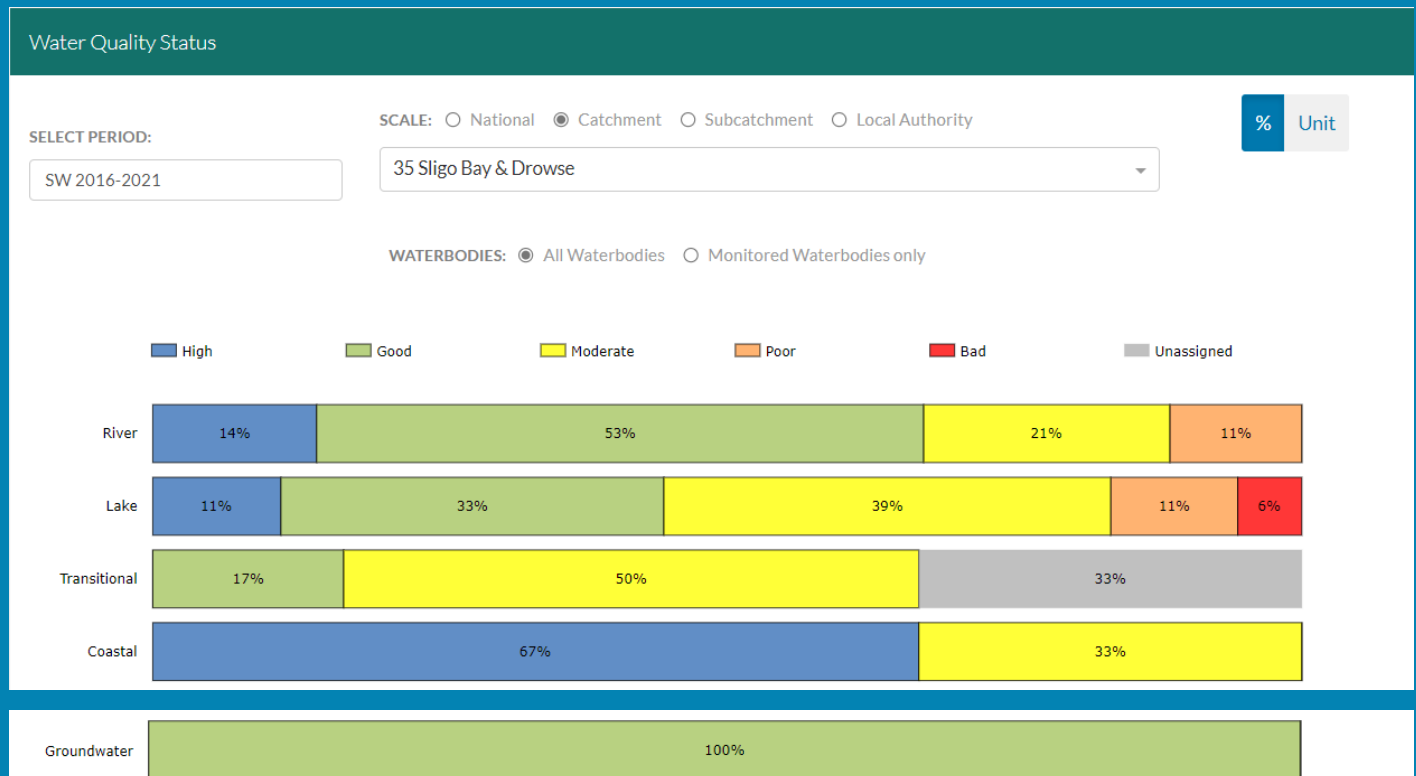 Water Quality Status
SCALE: National Catchment Subcatchment Local Authority
% Unit
SELECT PERIOD:
35 Sligo Bay & Drowse
SW 2016-2021
WATERBODIES: All Waterbodies Monitored Waterbodies only
High Good Moderate Poor Bad Unassigned
River 14% 53% 21% 11%
Lake 11% 33% 39% 11% 6%
Transitional 17% 50% 33%
Coastal 67% 33%
Groundwater 100%